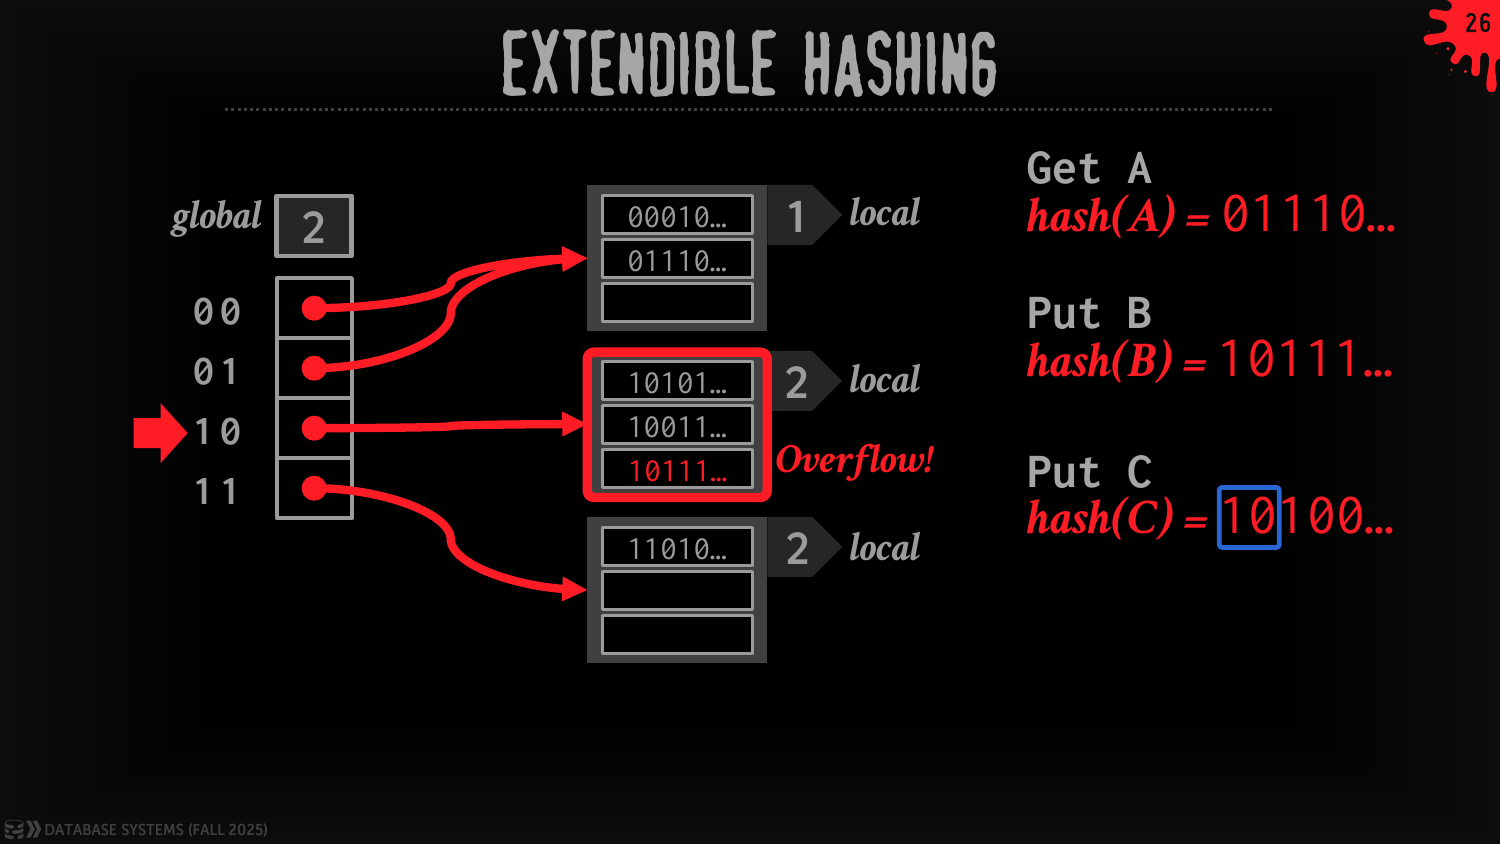 26
EXTENDIBLE HASHING
global 2
00
01
10
11
00010…
01110…
1 local
10101…
10011…
10111…
2 local
Overflow!
11010…
2 local
Get A
hash(A) = 01110…
Put B
hash(B) = 10111…
Put C
hash(C) = 10100…
DATABASE SYSTEMS (FALL 2025)